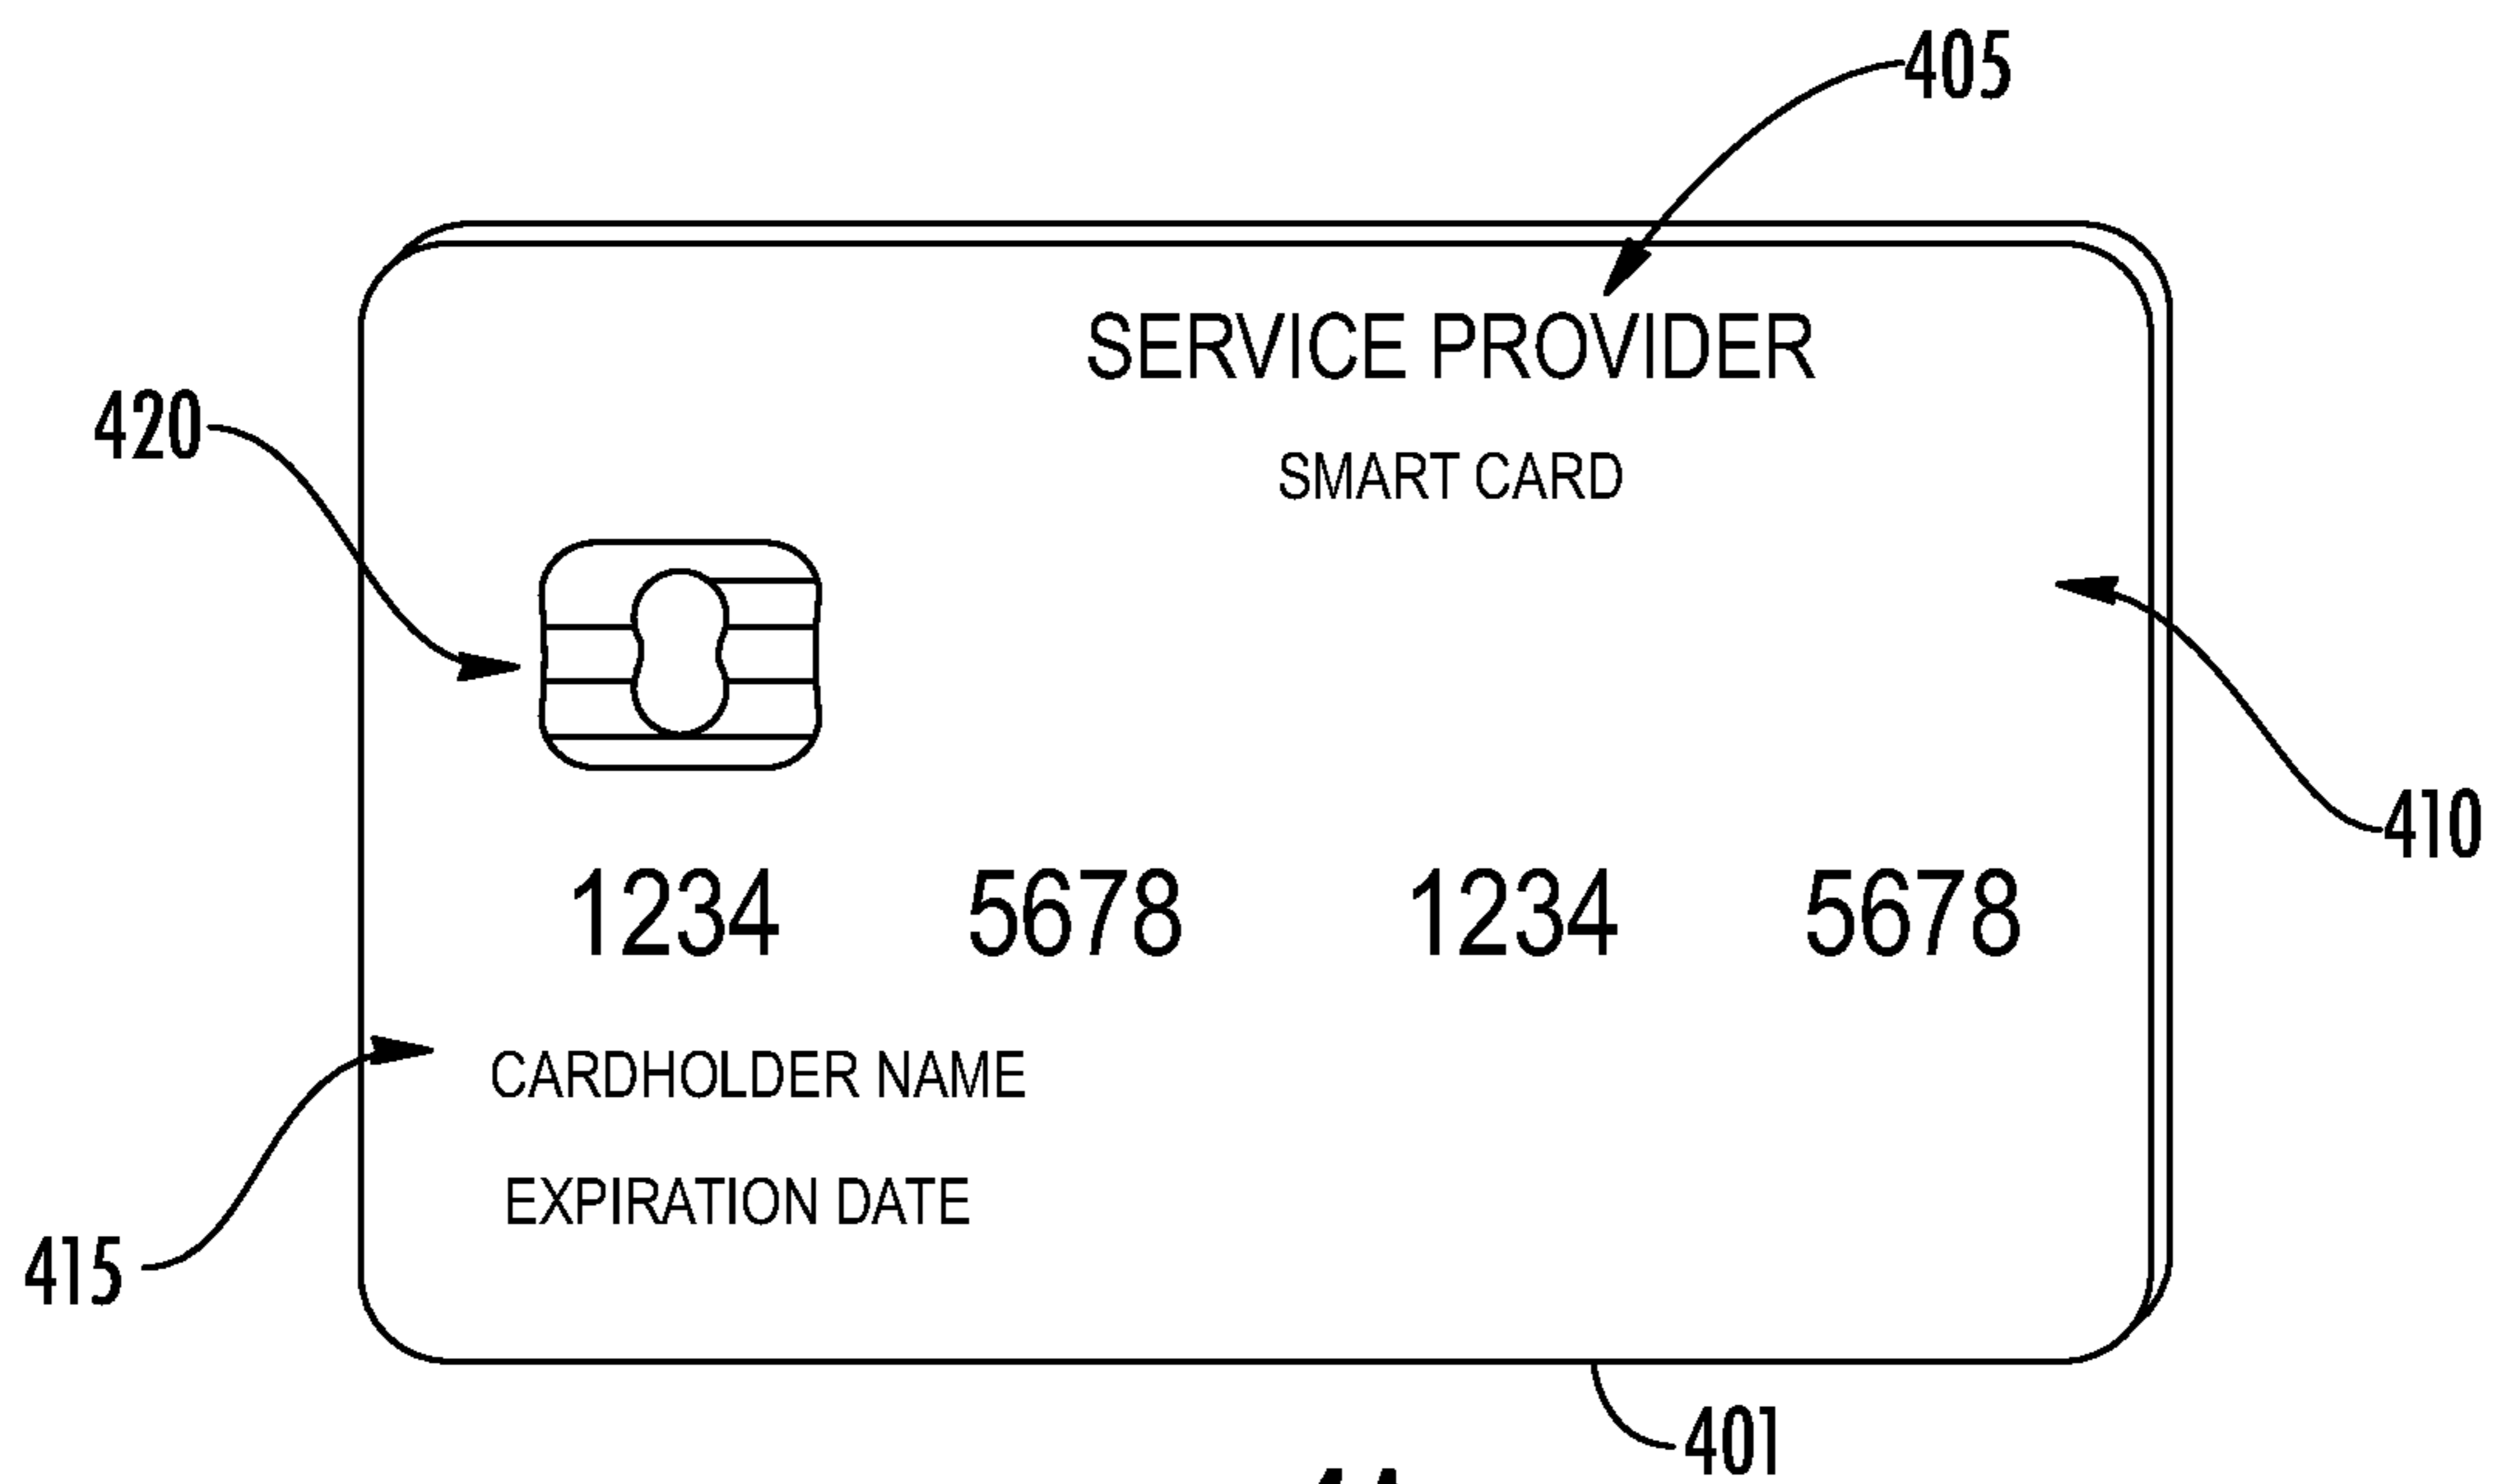 405
SERVICE PROVIDER
420
SMART CARD
410
1234 5678 1234 5678
CARDHOLDER NAME
EXPIRATION DATE
415
401